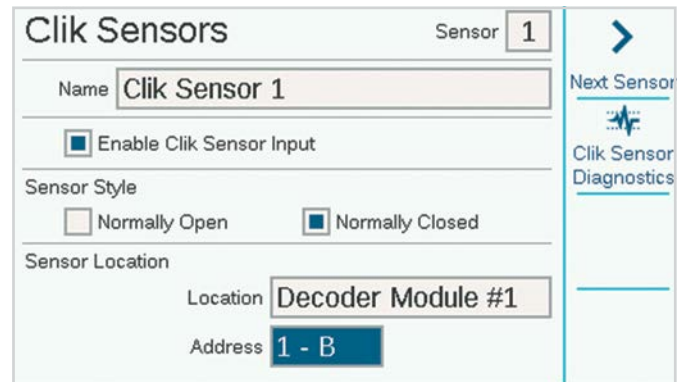 Clik Sensors
Sensor 1
Name Clik Sensor 1
Enable Clik Sensor Input
Sensor Style
Normally Open Normally Closed
Sensor Location
Location Decoder Module #1
Address 1 - B
Next Sensor
Clik Sensor
Diagnostics